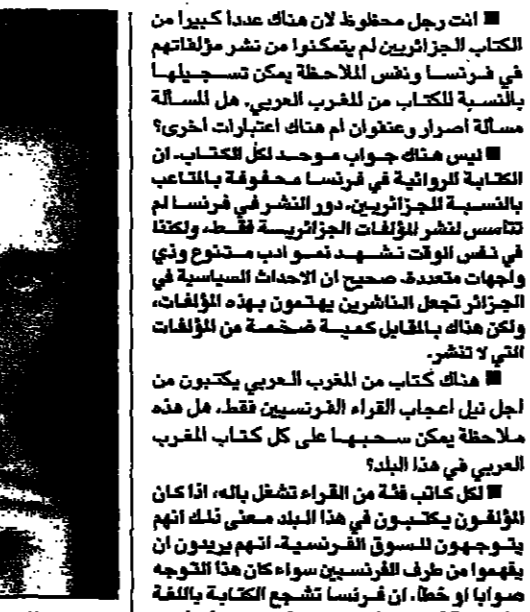 ■ انت رجل محظوظ لان هناك عددا كبيرا من
الكتاب الجزائريين لم يتمكنوا من نشر مؤلفاتهم
في فرنسا ونفس الملاحظة يمكن تسجيلها
بالنسبة للكتاب من المغرب العربي. هل المسألة
مسألة اصرار وعنفوان ام هناك اعتبارات اخرى؟
■ ليس هناك جواب موحد لكل الكتاب. ان
الكتابة الروائية في فرنسا محفوفة بالمتاعب
بالنسبة للجزائريين. دور النشر في فرنسا لم
تتأسس لنشر المؤلفات الجزائرية فقط، ولكننا
في نفس الوقت نشهد نمو ادب متنوع وذي
واجهات متعددة. صحيح ان الاحداث السياسية في
الجزائر تجعل الناشرين يهتمون بهذه المؤلفات،
ولكن هناك بالمقابل كمية ضخمة من المؤلفات
التي لا تنشر.
■ هناك كتاب من المغرب العربي يكتبون من
اجل نيل اعجاب القراء الفرنسيين فقط. هل هذه
ملاحظة يمكن سحبها على كل كتاب المغرب
العربي في هذا البلد؟
■ لكل كاتب فئة من القراء تشغل باله، اذا كان
المؤلفون يكتبون في هذا البلد معنى ذلك انهم
يتوجهون للسوق الفرنسية. انهم يريدون ان
يفهموا من طرف الفرنسيين سواء كان هذا التوجه
صوابا او خطأ. ان فرنسا تشجع الكتابة باللغة